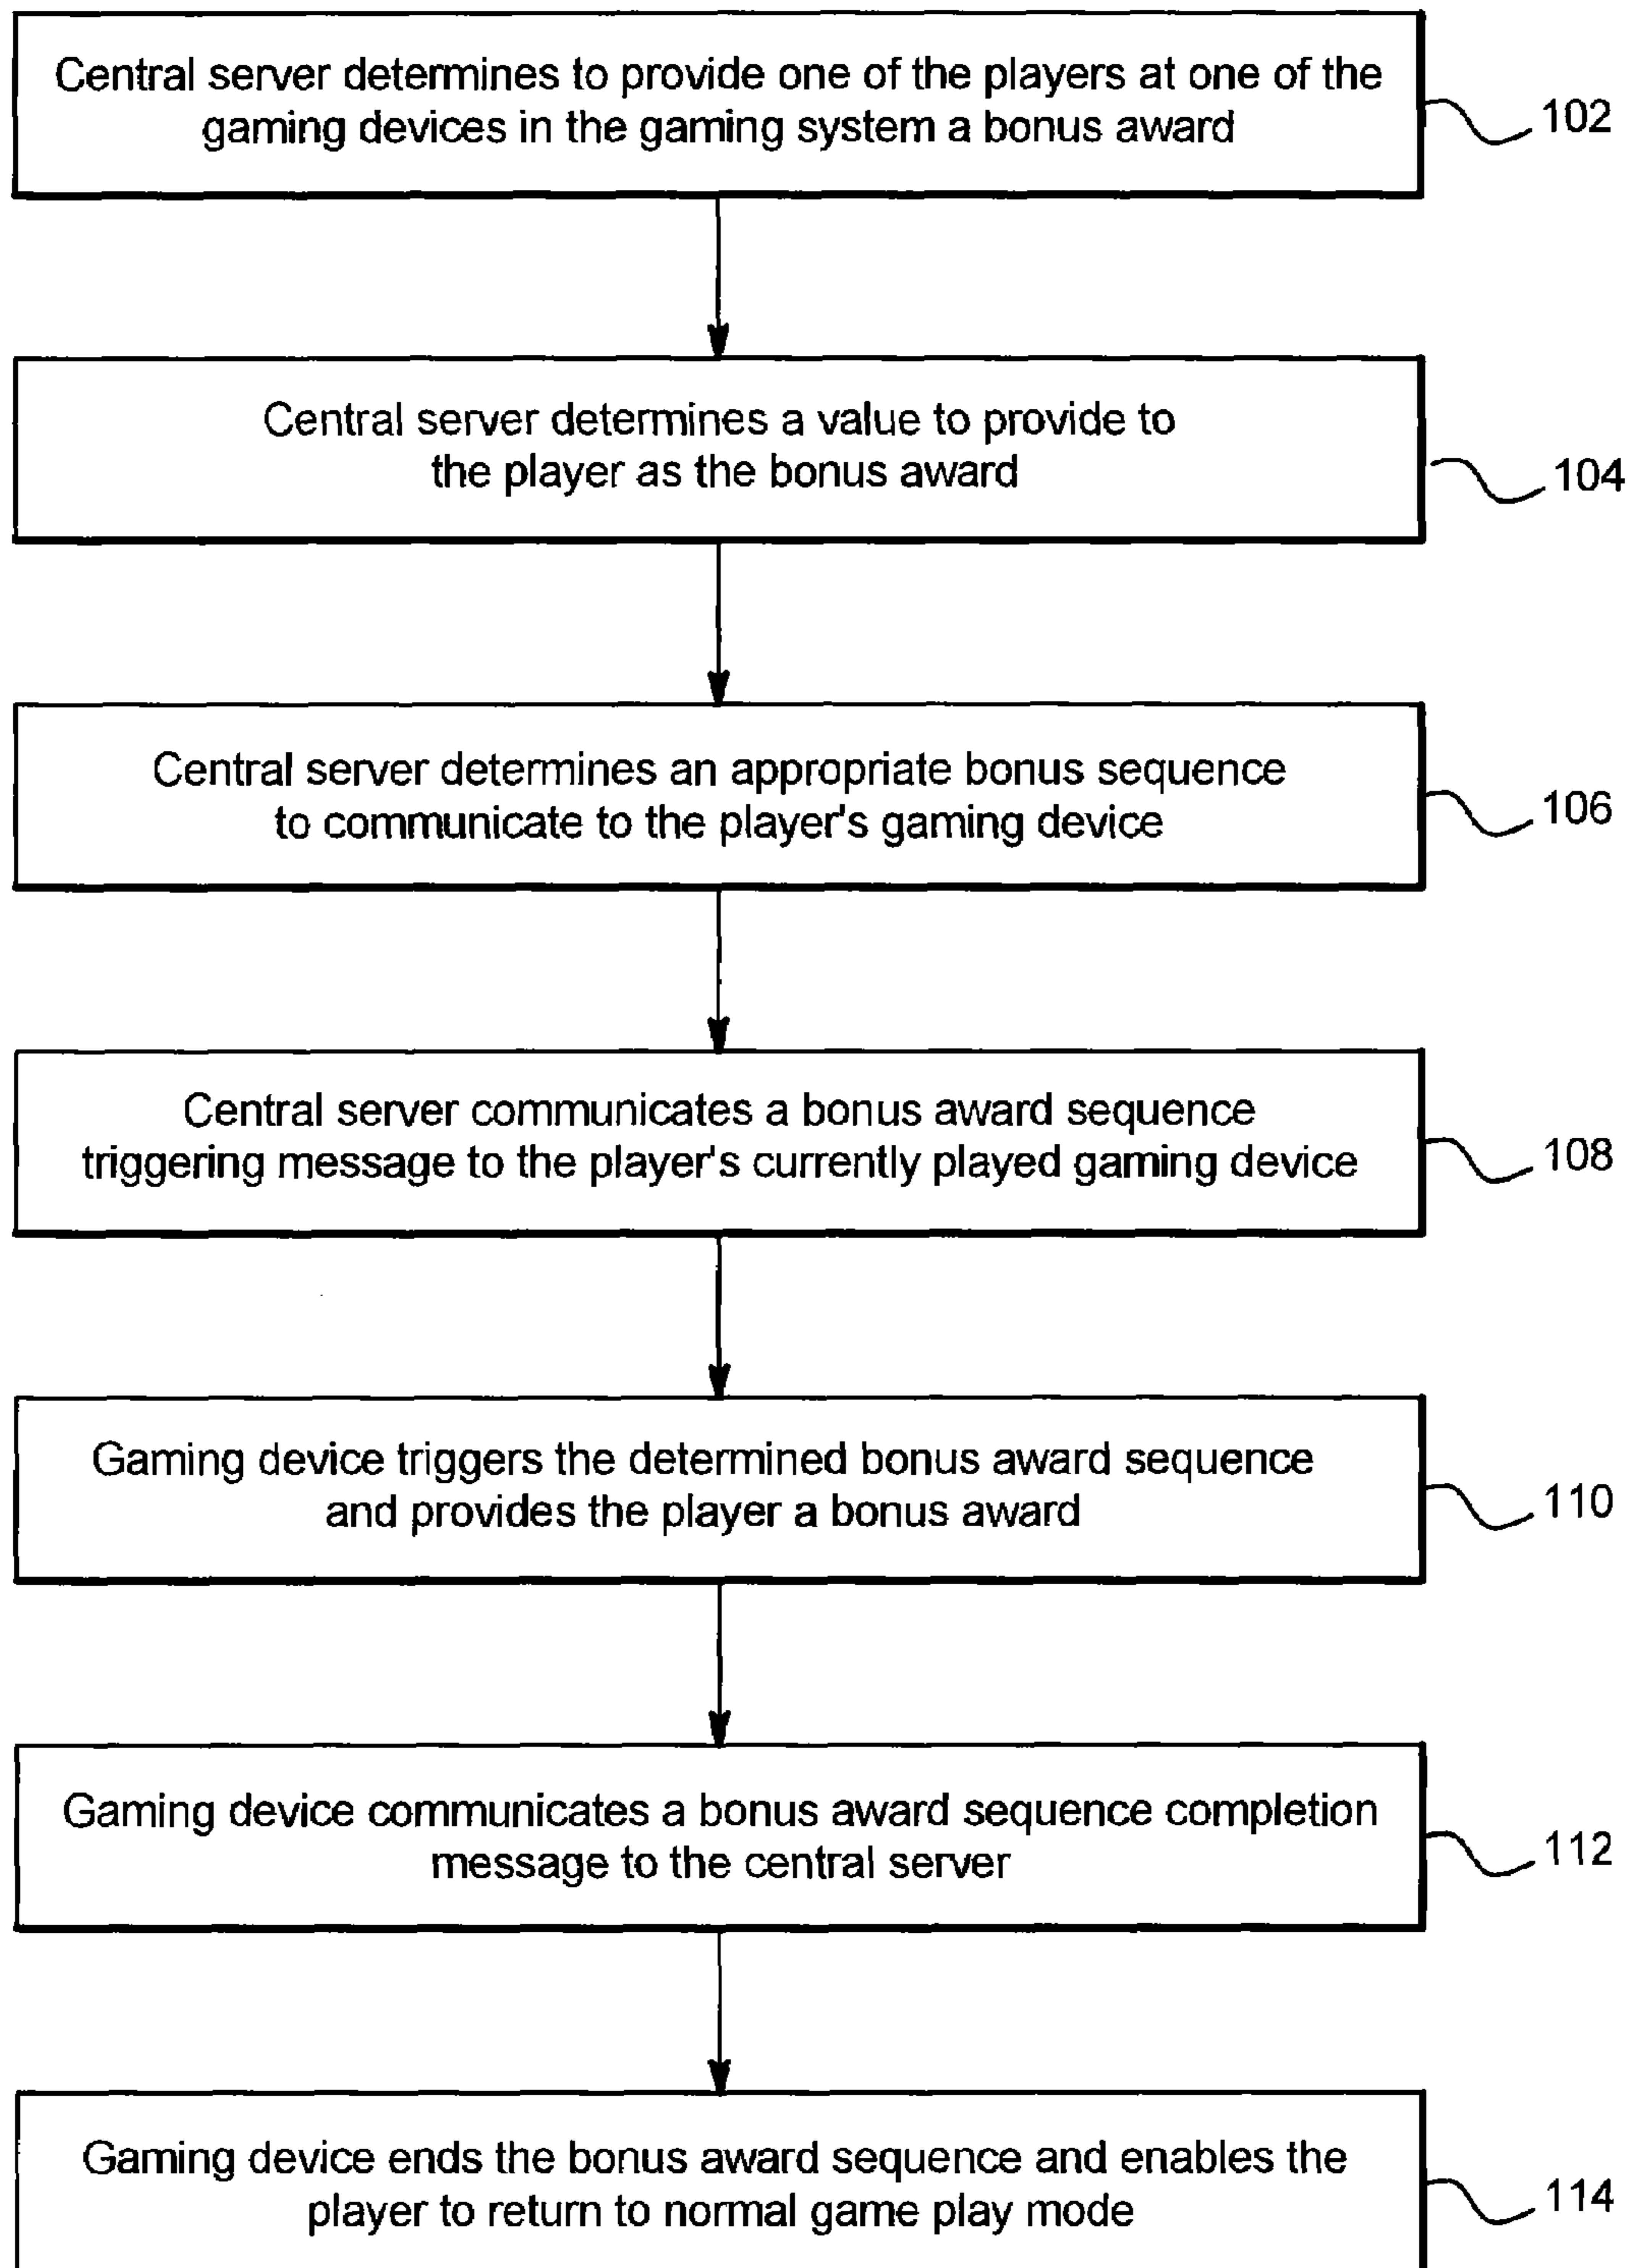 Central server determines to provide one of the players at one of the
gaming devices in the gaming system a bonus award
102
Central server determines a value to provide to
the player as the bonus award
104
Central server determines an appropriate bonus sequence
to communicate to the player's gaming device
106
Central server communicates a bonus award sequence
triggering message to the player's currently played gaming device
108
Gaming device triggers the determined bonus award sequence
and provides the player a bonus award
110
Gaming device communicates a bonus award sequence completion
message to the central server
112
Gaming device ends the bonus award sequence and enables the
player to return to normal game play mode
114